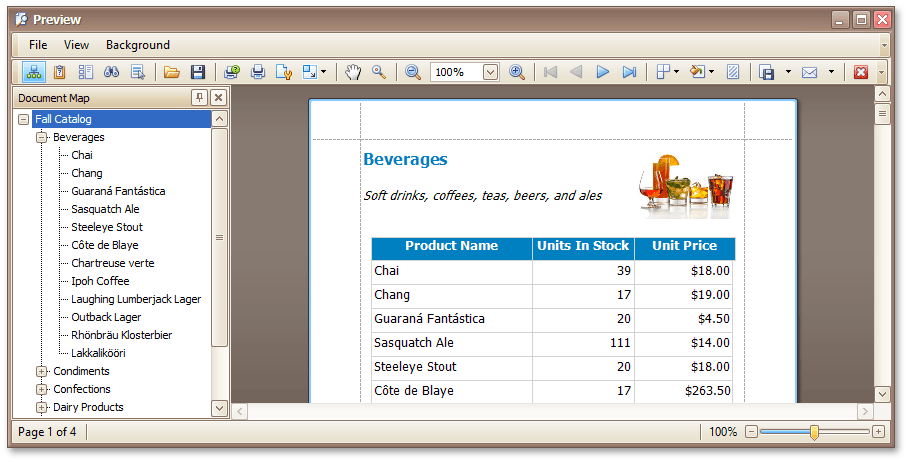 Preview
File View Background
100%
Document Map
Fall Catalog
Beverages
Chai
Chang
Guaraná Fantástica
Sasquatch Ale
Steeleye Stout
Côte de Blaye
Chartreuse verte
Ipoh Coffee
Laughing Lumberjack Lager
Outback Lager
Rhönbräu Klosterbier
Lakkalikööri
Condiments
Confections
Dairy Products
Beverages
Soft drinks, coffees, teas, beers, and ales
Product Name Units In Stock Unit Price
Chai 39 $18.00
Chang 17 $19.00
Guaraná Fantástica 20 $4.50
Sasquatch Ale 111 $14.00
Steeleye Stout 20 $18.00
Côte de Blaye 17 $263.50
Page 1 of 4 100%